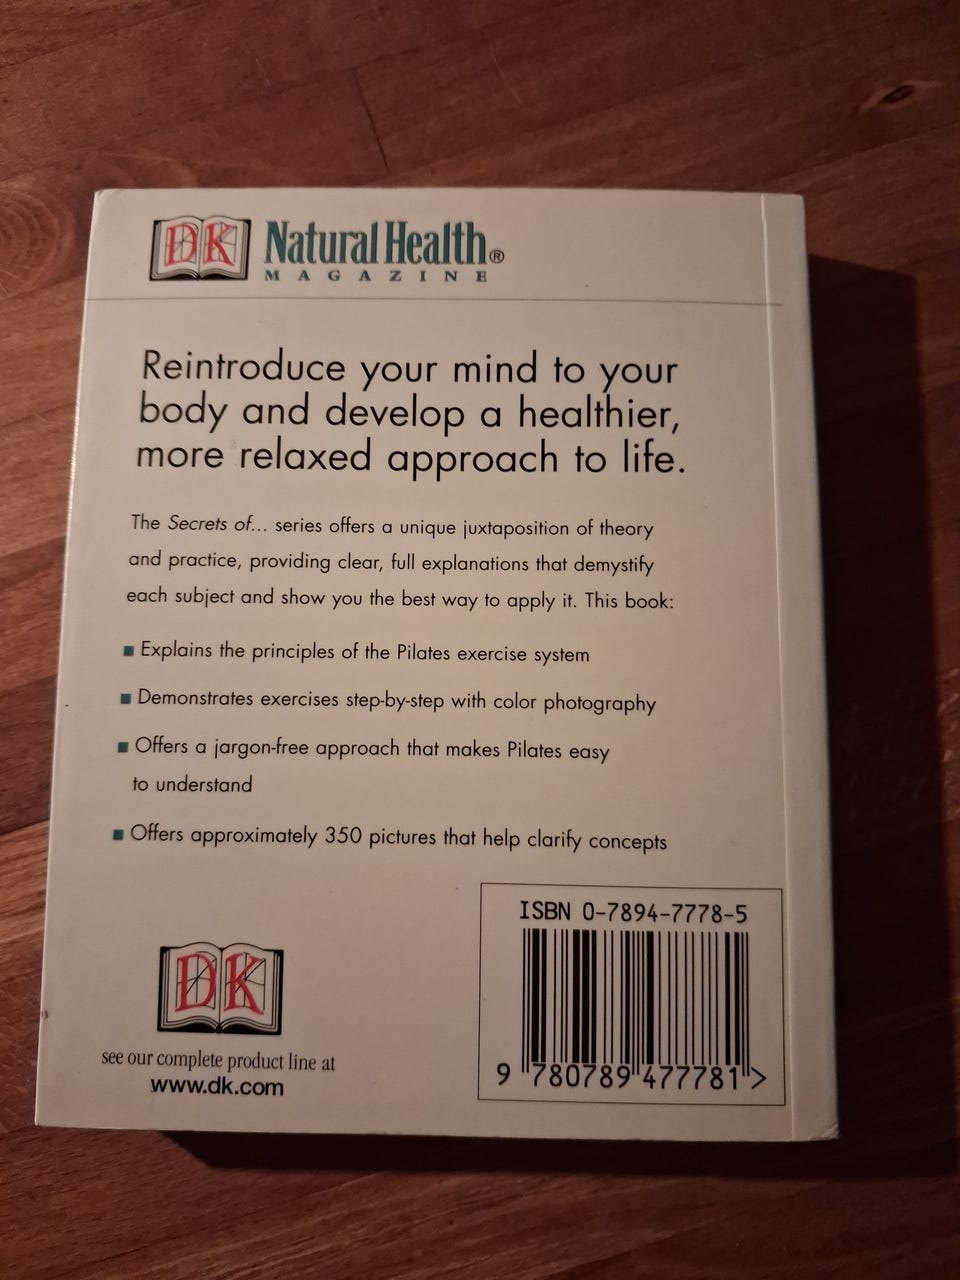 DK Natural Health®
MAGAZINE
Reintroduce your mind to your
body and develop a healthier,
more relaxed approach to life.
The Secrets of... series offers a unique juxtaposition of theory
and practice, providing clear, full explanations that demystify
each subject and show you the best way to apply it. This book:
■ Explains the principles of the Pilates exercise system
■ Demonstrates exercises step-by-step with color photography
■ Offers a jargon-free approach that makes Pilates easy
to understand
■ Offers approximately 350 pictures that help clarify concepts
ISBN 0-7894-7778-5
9 780789 477781 >
DK
see our complete product line at
www.dk.com